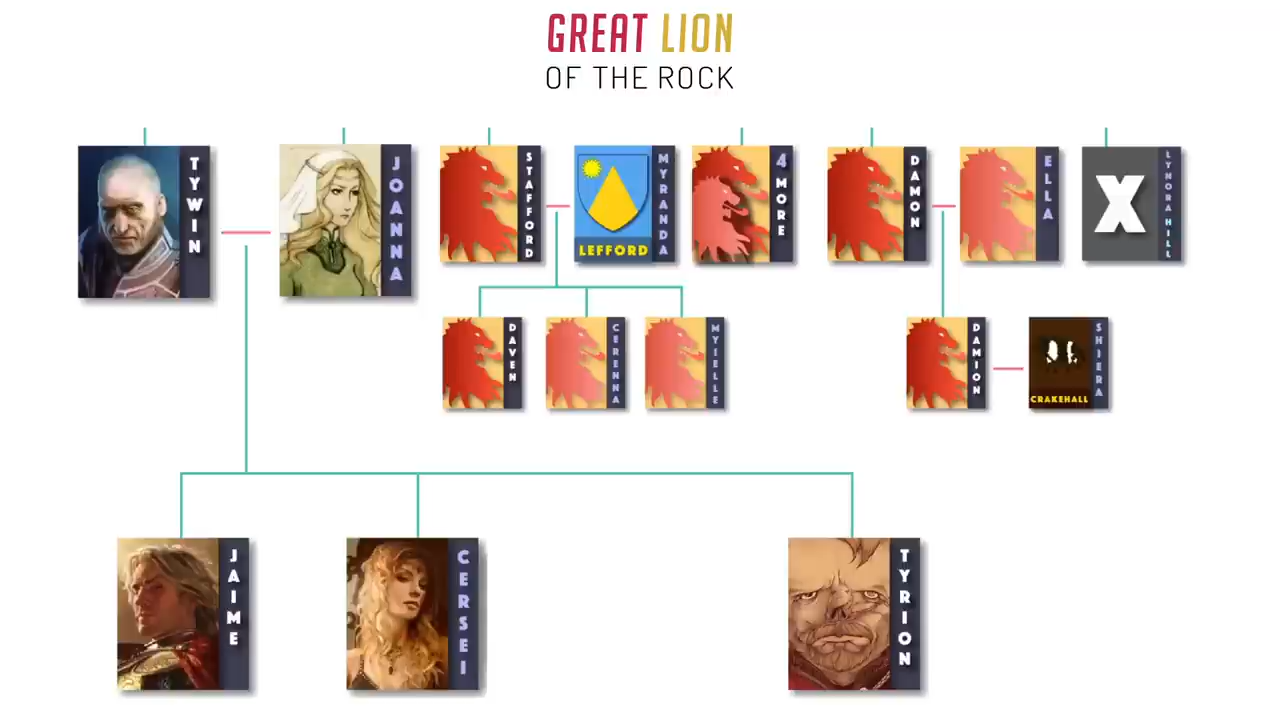 GREAT LION
OF THE ROCK
TYWIN
JOANNA
STAFFORD
LEFFORD
MYRANDA
4 MORE
DAMON
ELLA
X
LYNORA HILL
DAVEN
CERENNA
MYIELLE
DAMION
CRAKEHALL
SHIERA
JAIME
CERSEI
TYRION